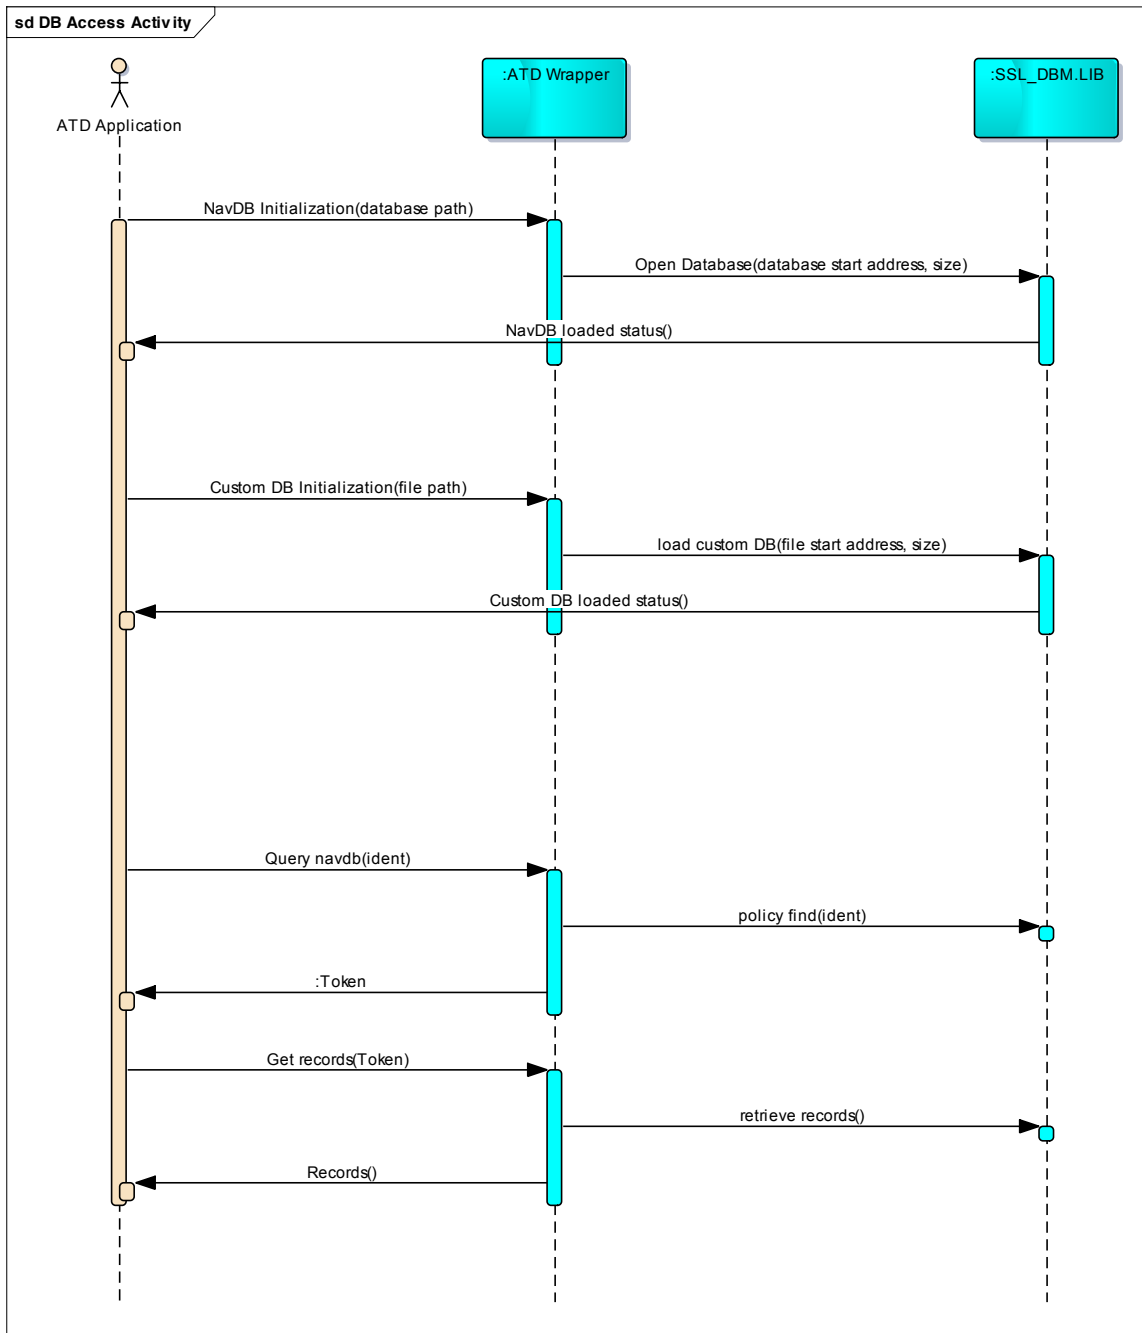 sd DB Access Activity
ATD Application
:ATD Wrapper
:SSL_DBM.LIB
NavDB Initialization(database path)
Open Database(database start address, size)
NavDB loaded status()
Custom DB Initialization(file path)
load custom DB(file start address, size)
Custom DB loaded status()
Query navdb(ident)
policy find(ident)
:Token
Get records(Token)
retrieve records()
Records()